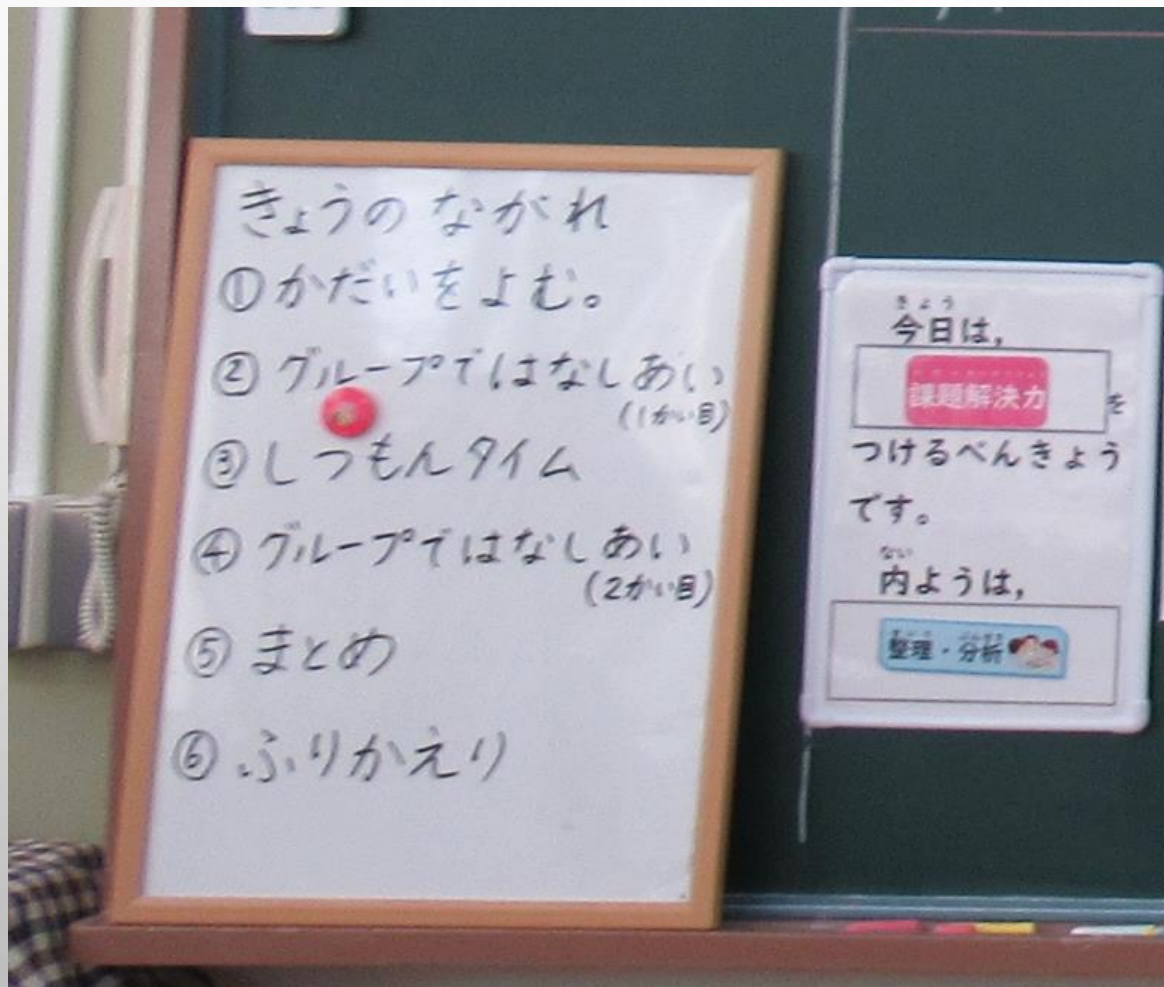 きょうのながれ
①かだいをよむ。
②グループではなしあい
(1かい目)
③しつもんタイム
④グループではなしあい
(2かい目)
⑤まとめ
⑥ふりかえり
きょう
今日は,
課題解決力
を
つけるべんきょう
です。
ない
内ようは,
整理・分析